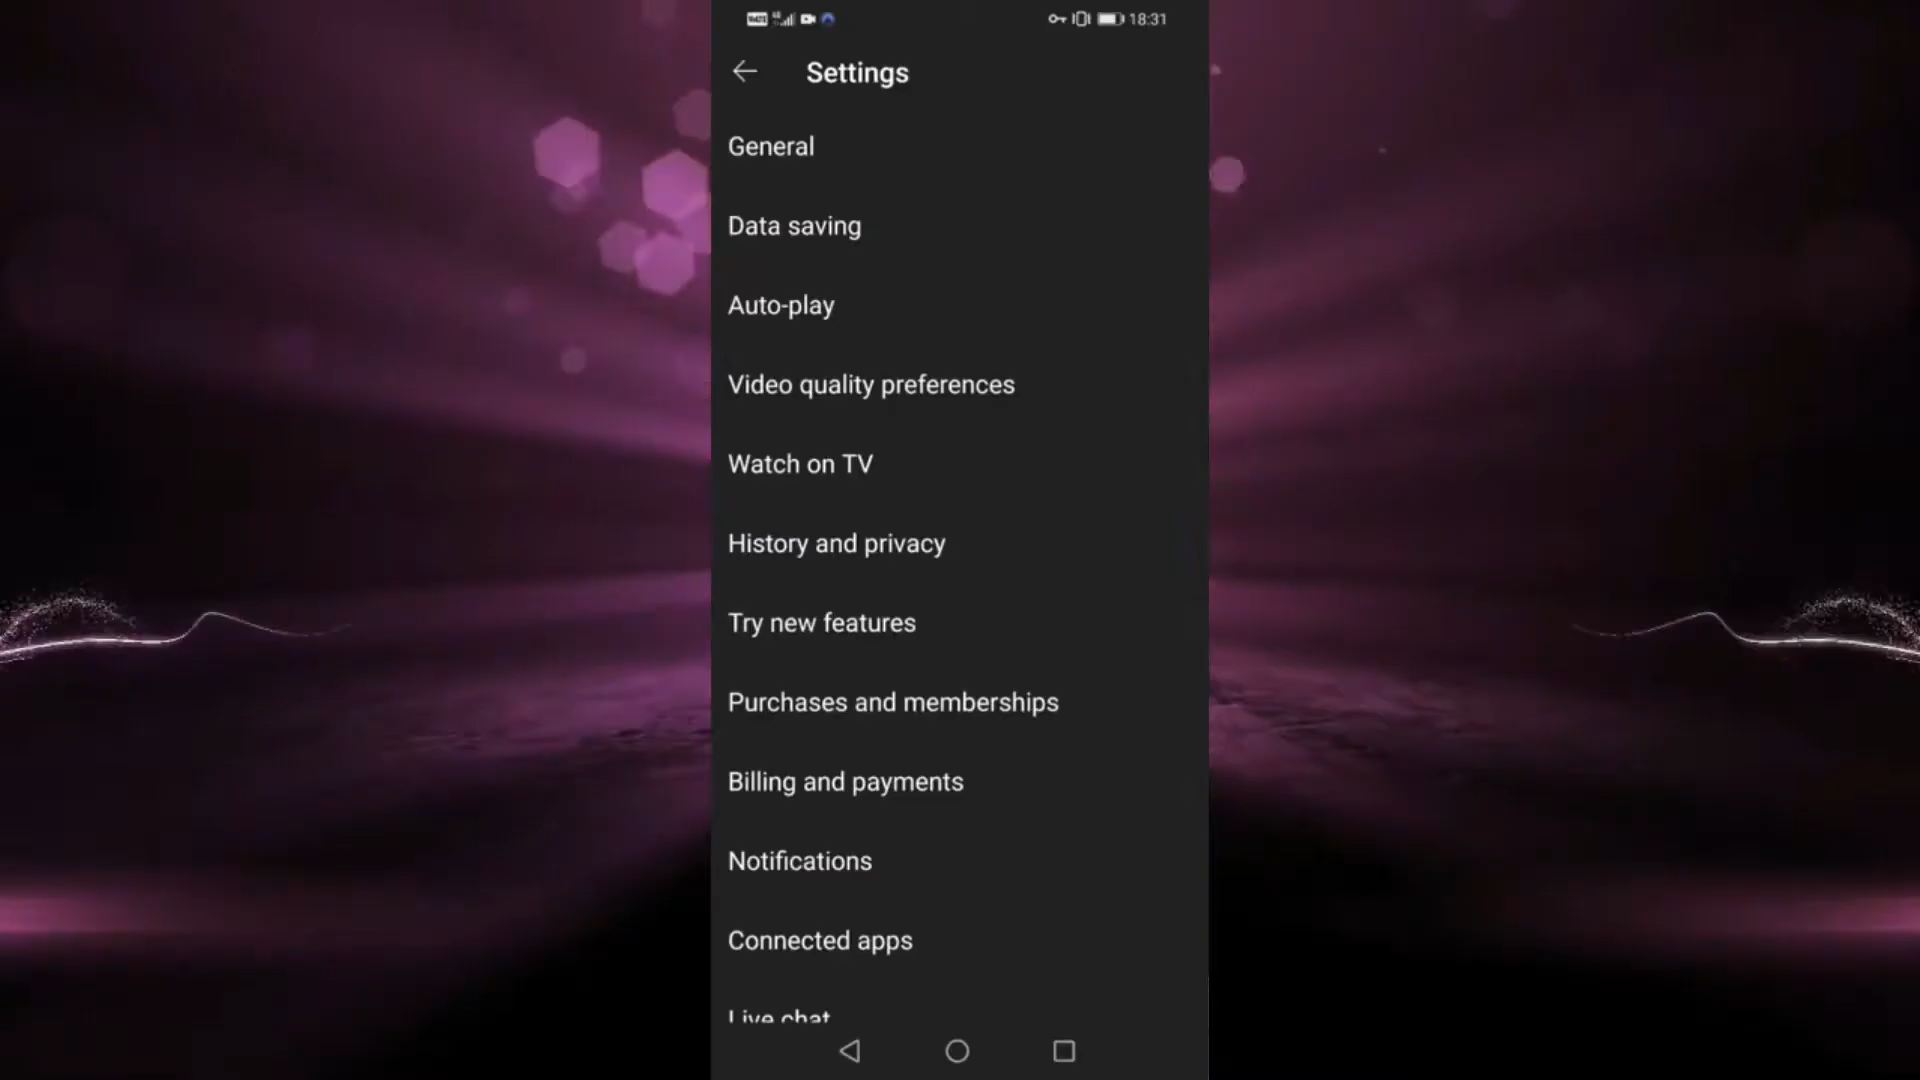 18:31
Settings
General
Data saving
Auto-play
Video quality preferences
Watch on TV
History and privacy
Try new features
Purchases and memberships
Billing and payments
Notifications
Connected apps
Live chat